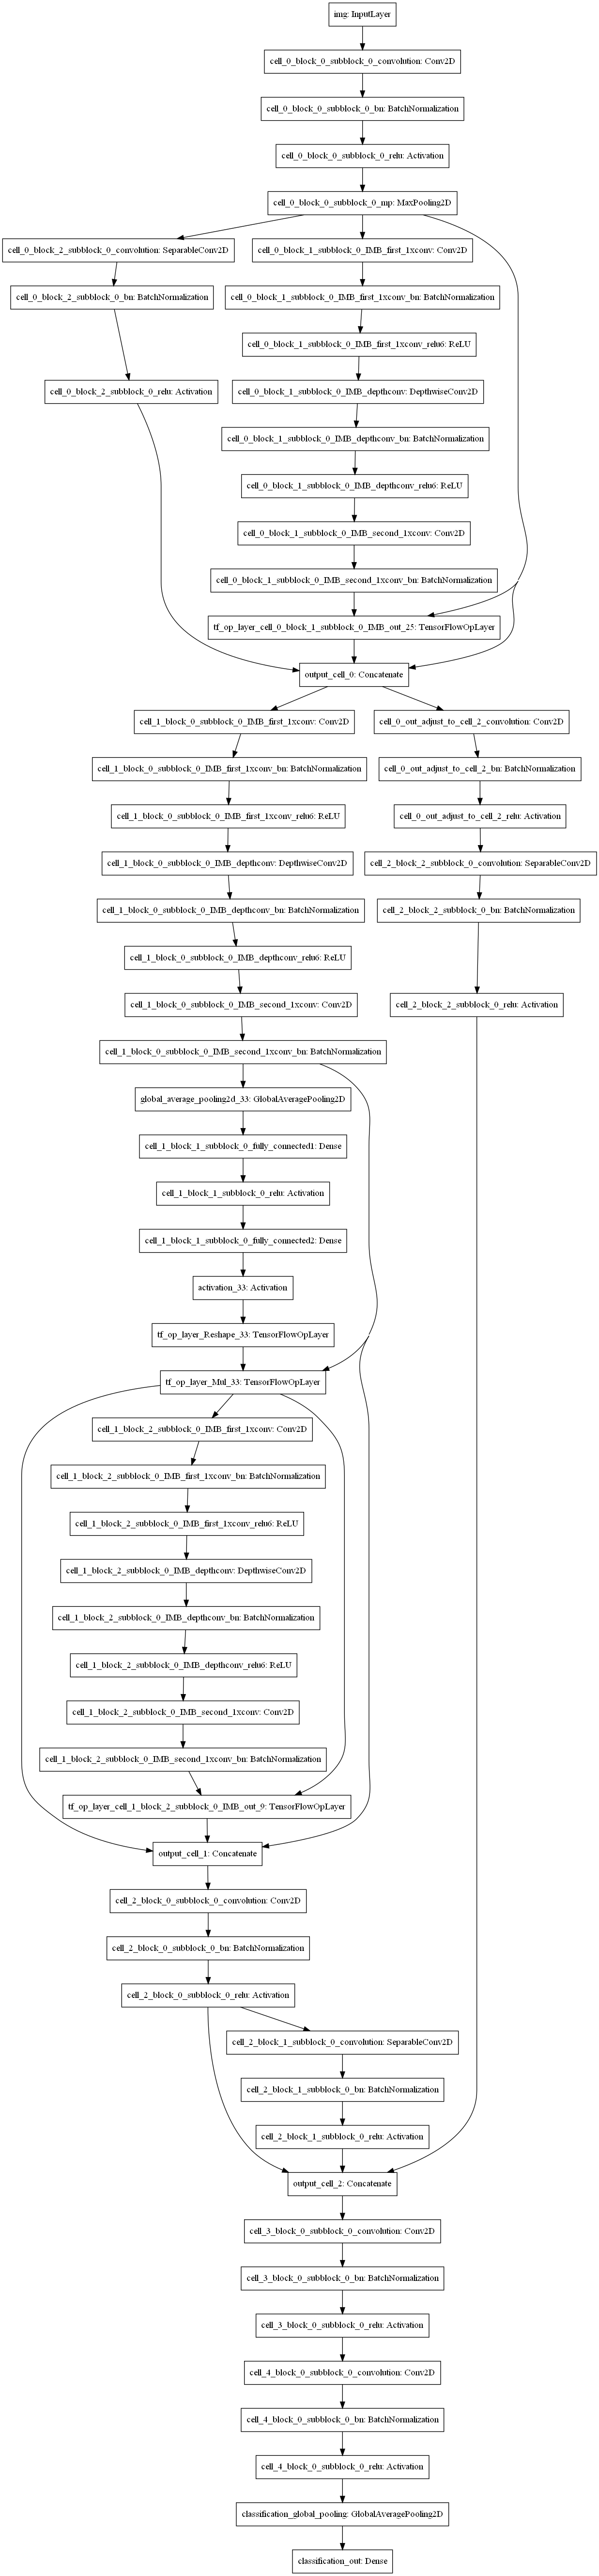 img: InputLayer
cell_0_block_0_subblock_0_convolution: Conv2D
cell_0_block_0_subblock_0_bn: BatchNormalization
cell_0_block_0_subblock_0_relu: Activation
cell_0_block_0_subblock_0_mp: MaxPooling2D
cell_0_block_2_subblock_0_convolution: SeparableConv2D
cell_0_block_1_subblock_0_IMB_first_1xconv: Conv2D
cell_0_block_2_subblock_0_bn: BatchNormalization
cell_0_block_1_subblock_0_IMB_first_1xconv_bn: BatchNormalization
cell_0_block_1_subblock_0_IMB_first_1xconv_relu6: ReLU
cell_0_block_2_subblock_0_relu: Activation
cell_0_block_1_subblock_0_IMB_depthconv: DepthwiseConv2D
cell_0_block_1_subblock_0_IMB_depthconv_bn: BatchNormalization
cell_0_block_1_subblock_0_IMB_depthconv_relu6: ReLU
cell_0_block_1_subblock_0_IMB_second_1xconv: Conv2D
cell_0_block_1_subblock_0_IMB_second_1xconv_bn: BatchNormalization
tf_op_layer_cell_0_block_1_subblock_0_IMB_out_25: TensorFlowOpLayer
output_cell_0: Concatenate
cell_1_block_0_subblock_0_IMB_first_1xconv: Conv2D
cell_0_out_adjust_to_cell_2_convolution: Conv2D
cell_1_block_0_subblock_0_IMB_first_1xconv_bn: BatchNormalization
cell_0_out_adjust_to_cell_2_bn: BatchNormalization
cell_1_block_0_subblock_0_IMB_first_1xconv_relu6: ReLU
cell_0_out_adjust_to_cell_2_relu: Activation
cell_1_block_0_subblock_0_IMB_depthconv: DepthwiseConv2D
cell_2_block_2_subblock_0_convolution: SeparableConv2D
cell_1_block_0_subblock_0_IMB_depthconv_bn: BatchNormalization
cell_2_block_2_subblock_0_bn: BatchNormalization
cell_1_block_0_subblock_0_IMB_depthconv_relu6: ReLU
cell_1_block_0_subblock_0_IMB_second_1xconv: Conv2D
cell_2_block_2_subblock_0_relu: Activation
cell_1_block_0_subblock_0_IMB_second_1xconv_bn: BatchNormalization
global_average_pooling2d_33: GlobalAveragePooling2D
cell_1_block_1_subblock_0_fully_connected1: Dense
cell_1_block_1_subblock_0_relu: Activation
cell_1_block_1_subblock_0_fully_connected2: Dense
activation_33: Activation
tf_op_layer_Reshape_33: TensorFlowOpLayer
tf_op_layer_Mul_33: TensorFlowOpLayer
cell_1_block_2_subblock_0_IMB_first_1xconv: Conv2D
cell_1_block_2_subblock_0_IMB_first_1xconv_bn: BatchNormalization
cell_1_block_2_subblock_0_IMB_first_1xconv_relu6: ReLU
cell_1_block_2_subblock_0_IMB_depthconv: DepthwiseConv2D
cell_1_block_2_subblock_0_IMB_depthconv_bn: BatchNormalization
cell_1_block_2_subblock_0_IMB_depthconv_relu6: ReLU
cell_1_block_2_subblock_0_IMB_second_1xconv: Conv2D
cell_1_block_2_subblock_0_IMB_second_1xconv_bn: BatchNormalization
tf_op_layer_cell_1_block_2_subblock_0_IMB_out_9: TensorFlowOpLayer
output_cell_1: Concatenate
cell_2_block_0_subblock_0_convolution: Conv2D
cell_2_block_0_subblock_0_bn: BatchNormalization
cell_2_block_0_subblock_0_relu: Activation
cell_2_block_1_subblock_0_convolution: SeparableConv2D
cell_2_block_1_subblock_0_bn: BatchNormalization
cell_2_block_1_subblock_0_relu: Activation
output_cell_2: Concatenate
cell_3_block_0_subblock_0_convolution: Conv2D
cell_3_block_0_subblock_0_bn: BatchNormalization
cell_3_block_0_subblock_0_relu: Activation
cell_4_block_0_subblock_0_convolution: Conv2D
cell_4_block_0_subblock_0_bn: BatchNormalization
cell_4_block_0_subblock_0_relu: Activation
classification_global_pooling: GlobalAveragePooling2D
classification_out: Dense